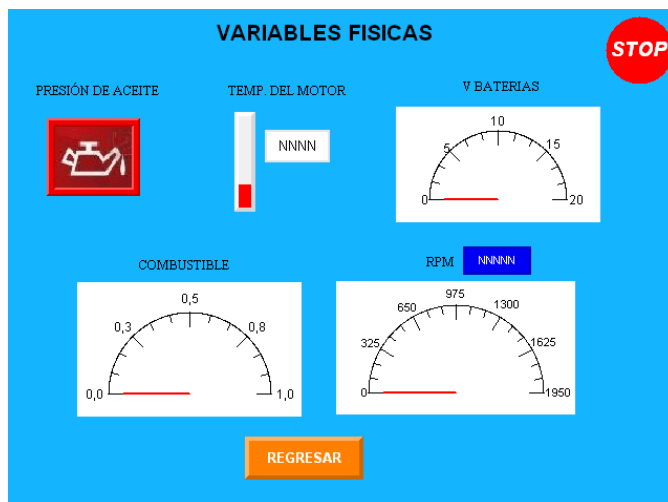 VARIABLES FISICAS
STOP
PRESIÓN DE ACEITE
TEMP. DEL MOTOR
V BATERIAS
NNNN
0
5
10
15
20
COMBUSTIBLE
RPM
NNNNN
0,0
0,3
0,5
0,8
1,0
0
325
650
975
1300
1625
1950
REGRESAR